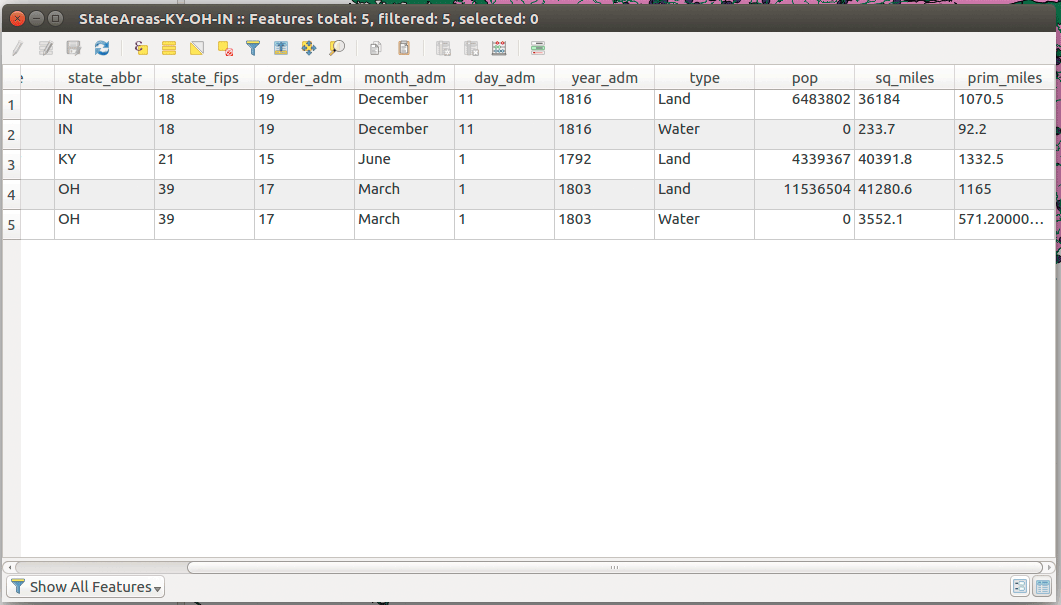 StateAreas-KY-OH-IN :: Features total: 5, filtered: 5, selected: 0
state_abbr state_fips order_adm month_adm day_adm year_adm type pop sq_miles prim_miles
1 IN 18 19 December 11 1816 Land 6483802 36184 1070.5
2 IN 18 19 December 11 1816 Water 0 233.7 92.2
3 KY 21 15 June 1 1792 Land 4339367 40391.8 1332.5
4 OH 39 17 March 1 1803 Land 11536504 41280.6 1165
5 OH 39 17 March 1 1803 Water 0 3552.1 571.20000…
Show All Features